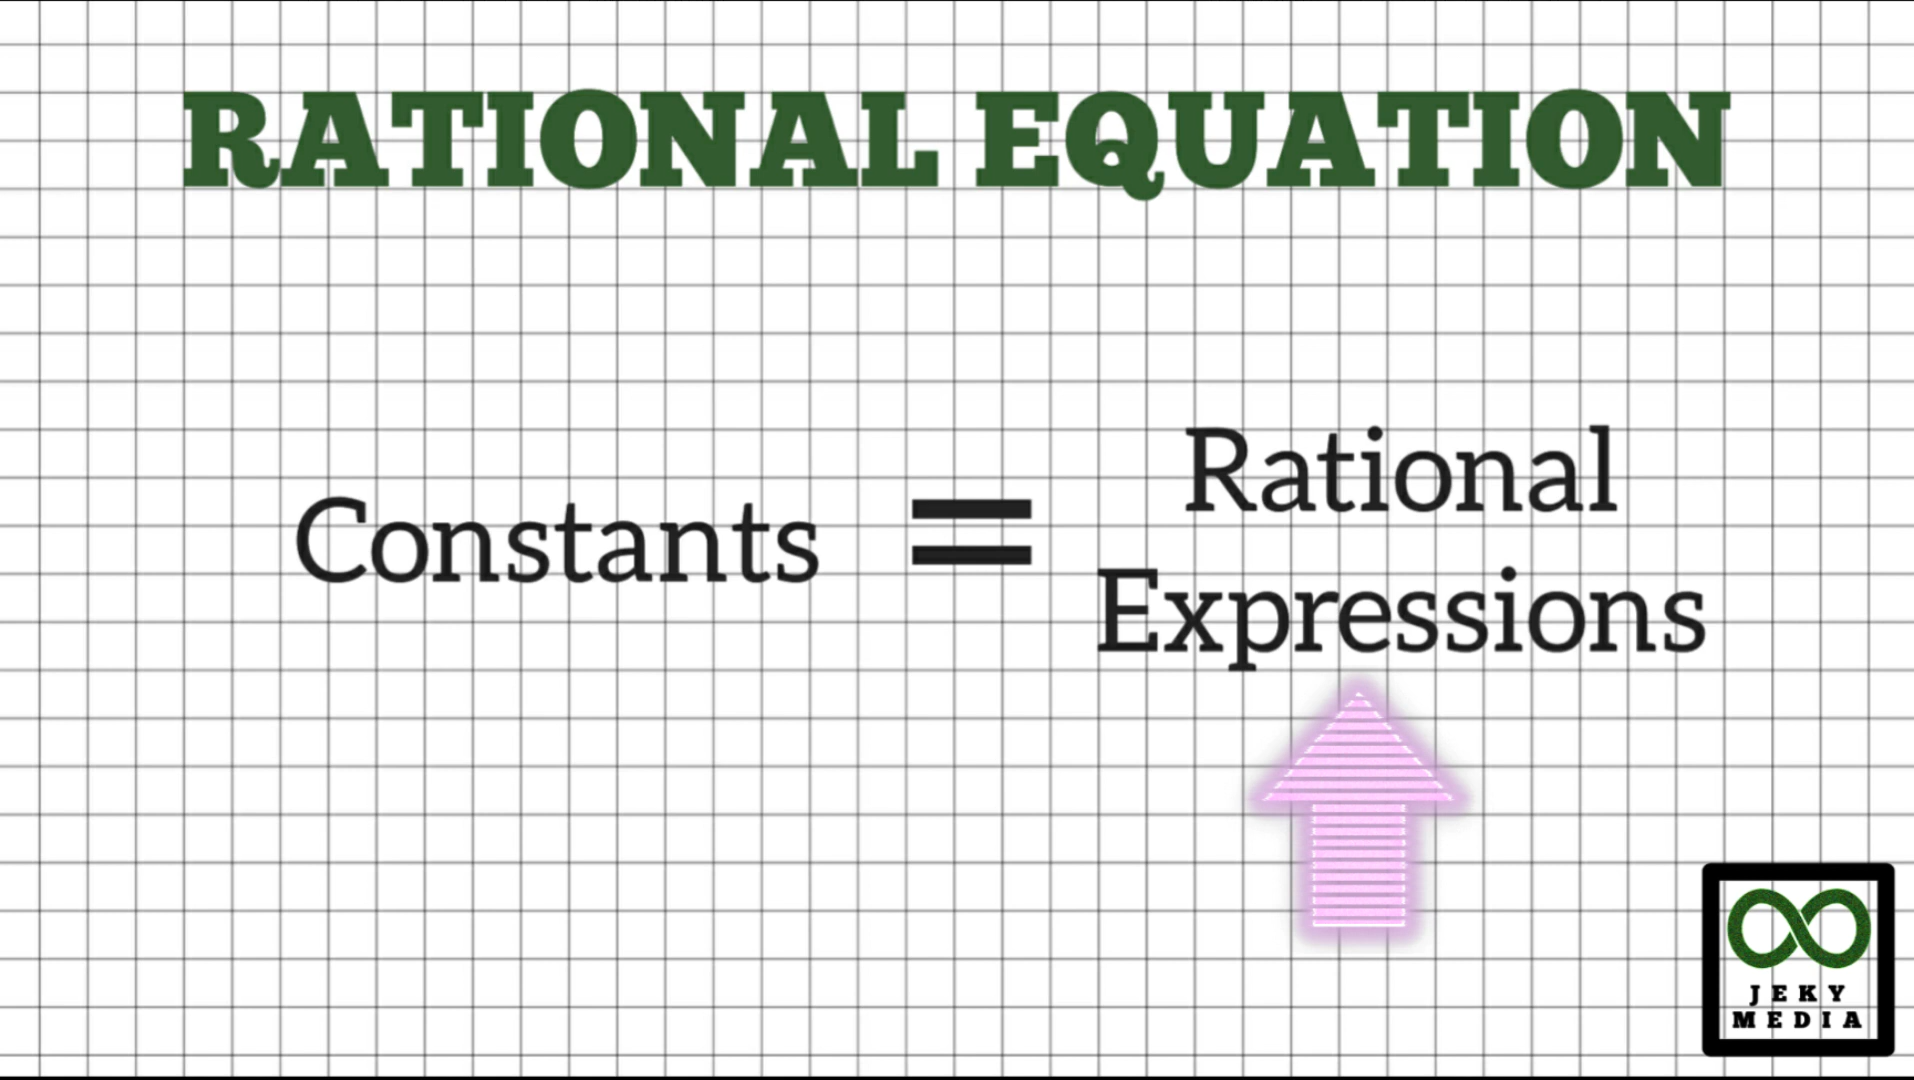 RATIONAL EQUATION
Constants = Rational
Expressions
JEKY
MEDIA